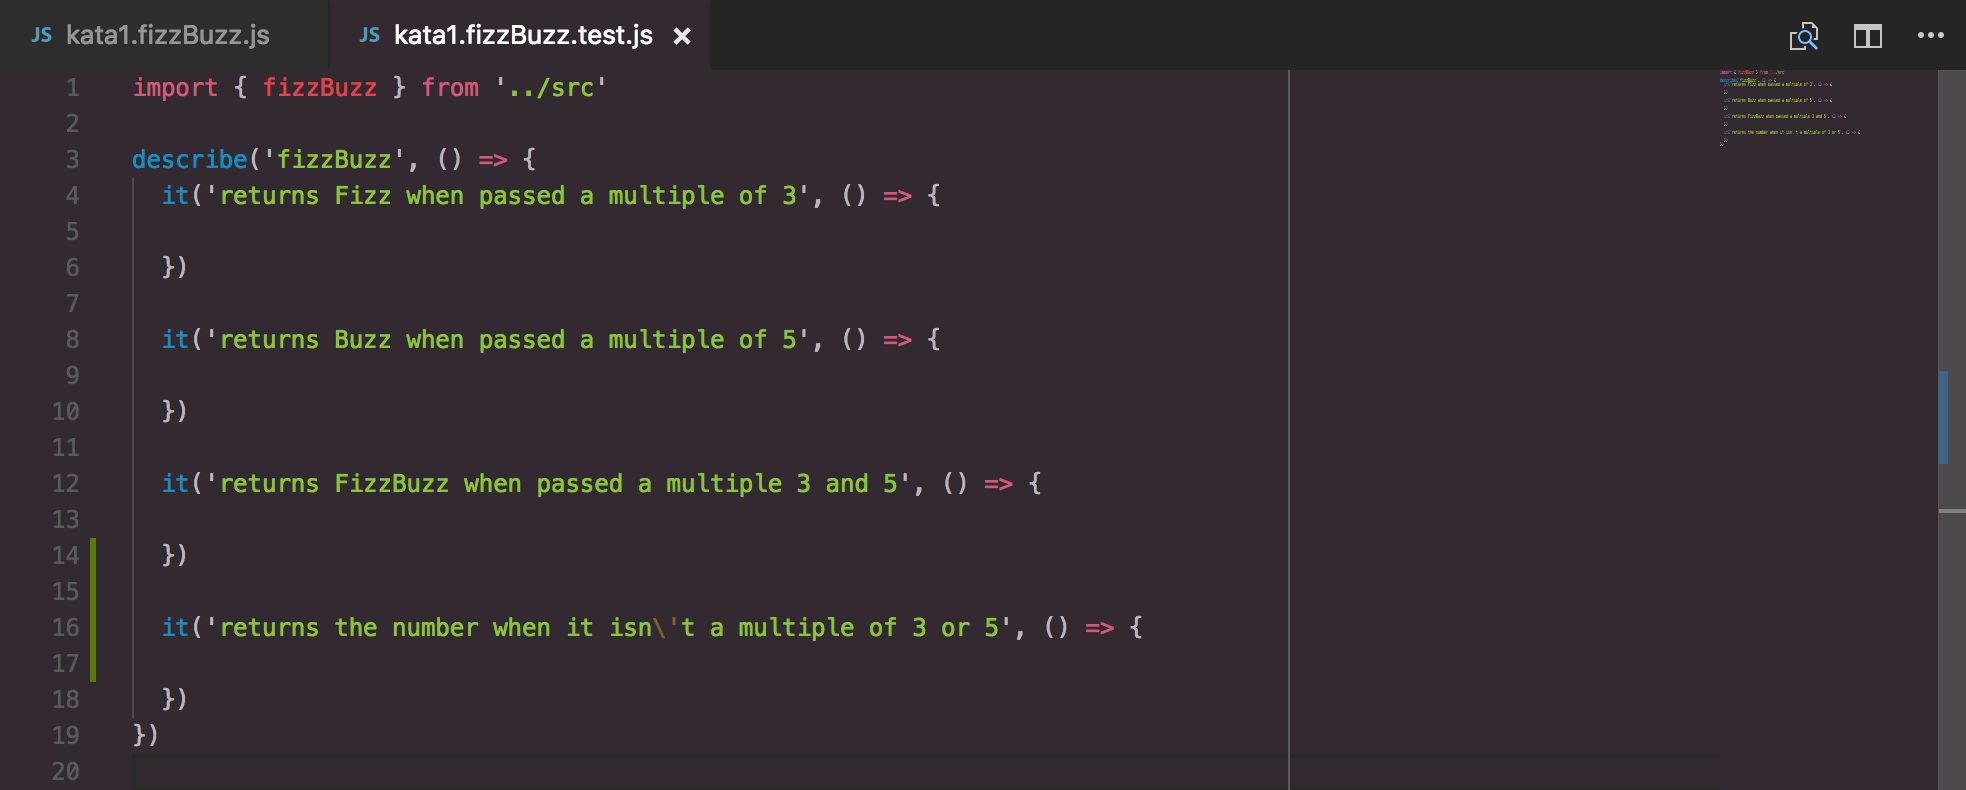 JS kata1.fizzBuzz.js JS kata1.fizzBuzz.test.js
1 import { fizzBuzz } from '../src'
2
3 describe('fizzBuzz', () => {
4 it('returns Fizz when passed a multiple of 3', () => {
5
6 })
7
8 it('returns Buzz when passed a multiple of 5', () => {
9
10 })
11
12 it('returns FizzBuzz when passed a multiple 3 and 5', () => {
13
14 })
15
16 it('returns the number when it isn\'t a multiple of 3 or 5', () => {
17
18 })
19 })
20